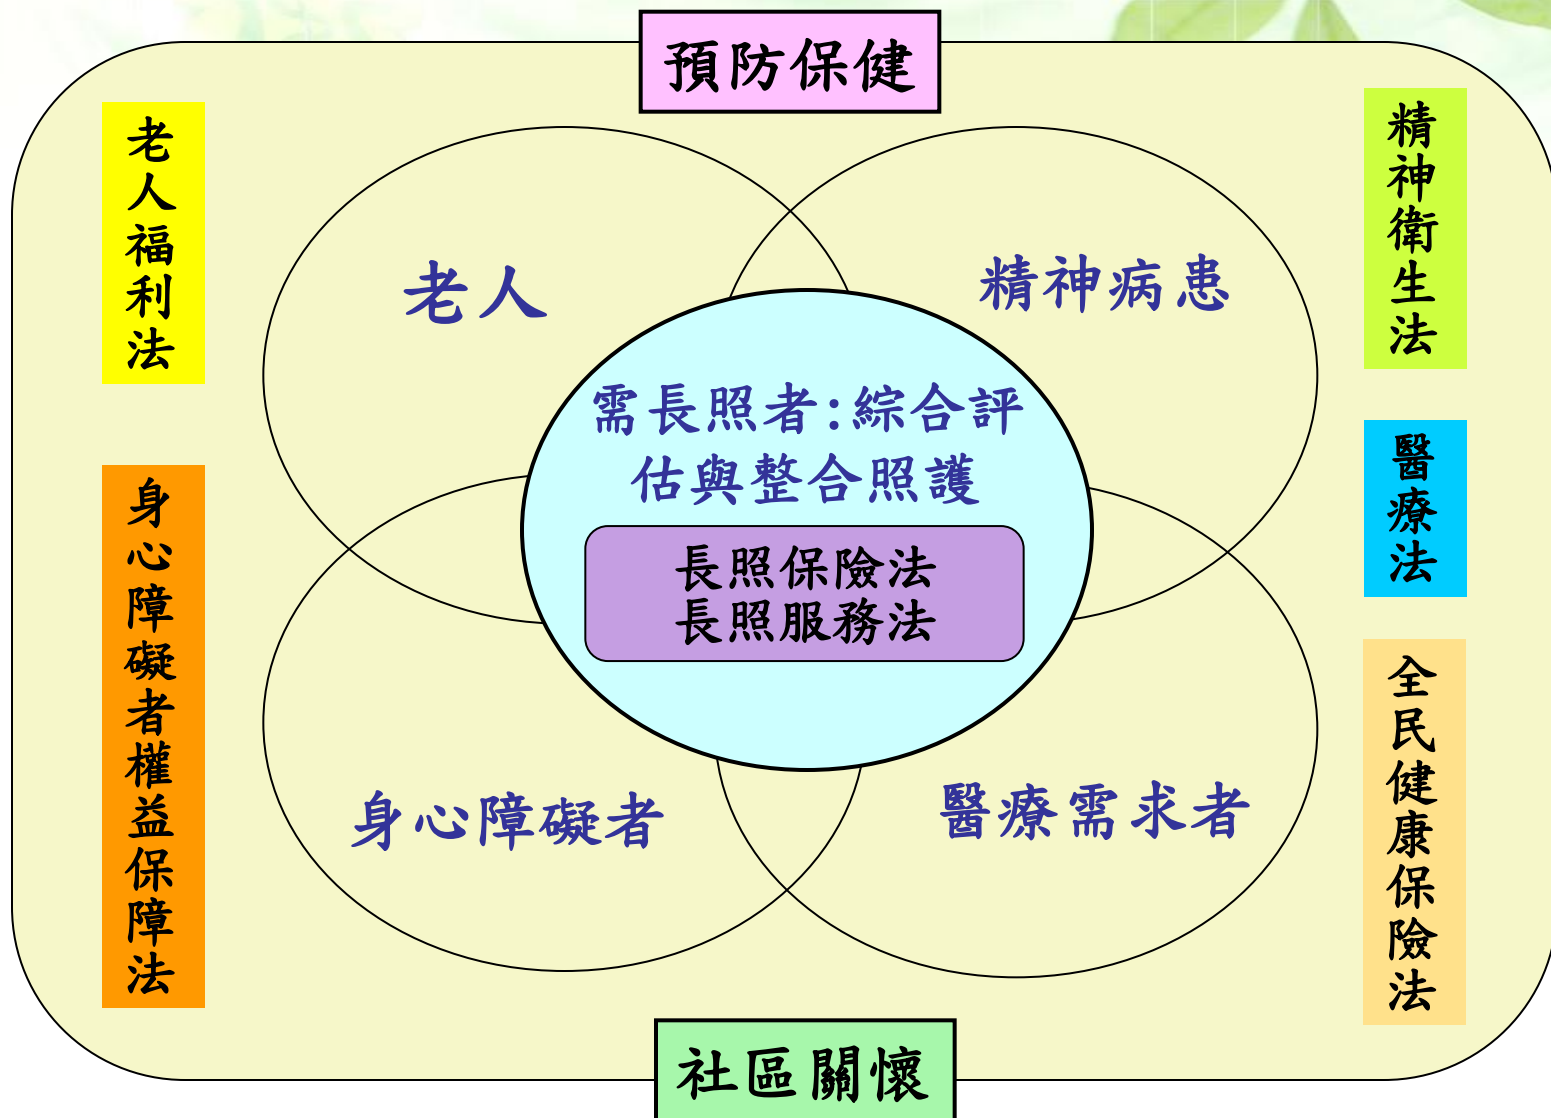 預防保健
老人福利法
精神衛生法
老人
精神病患
需長照者:綜合評
估與整合照護
長照保險法
長照服務法
醫療法
身心障礙者權益保障法
全民健康保險法
身心障礙者
醫療需求者
社區關懷